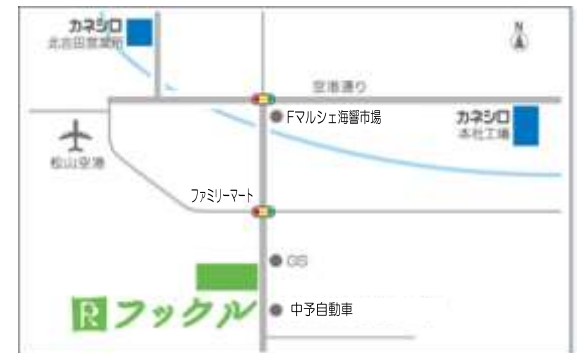 カネシロ
北吉田営業所
N
空港通り
Fマルシェ海響市場
カネシロ
本社工場
松山空港
ファミリーマート
GS
R フックル
中予自動車